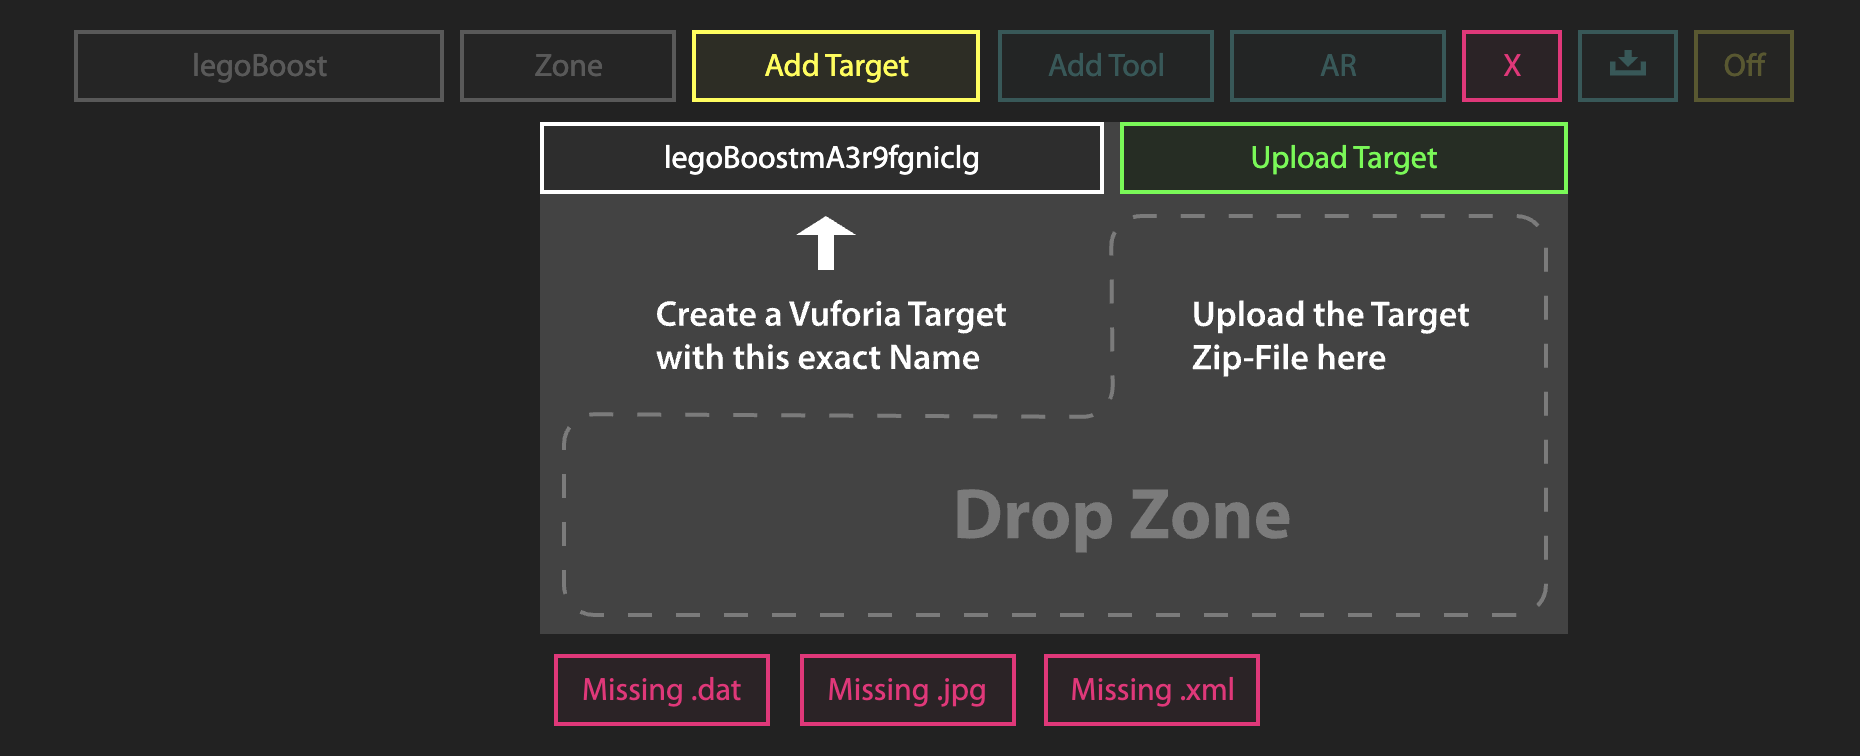 legoBoost
Zone
Add Target
Add Tool
AR
X
Off
legoBoostmA3r9fgniclg
Upload Target
Create a Vuforia Target
with this exact Name
Upload the Target
Zip-File here
Drop Zone
Missing .dat
Missing .jpg
Missing .xml